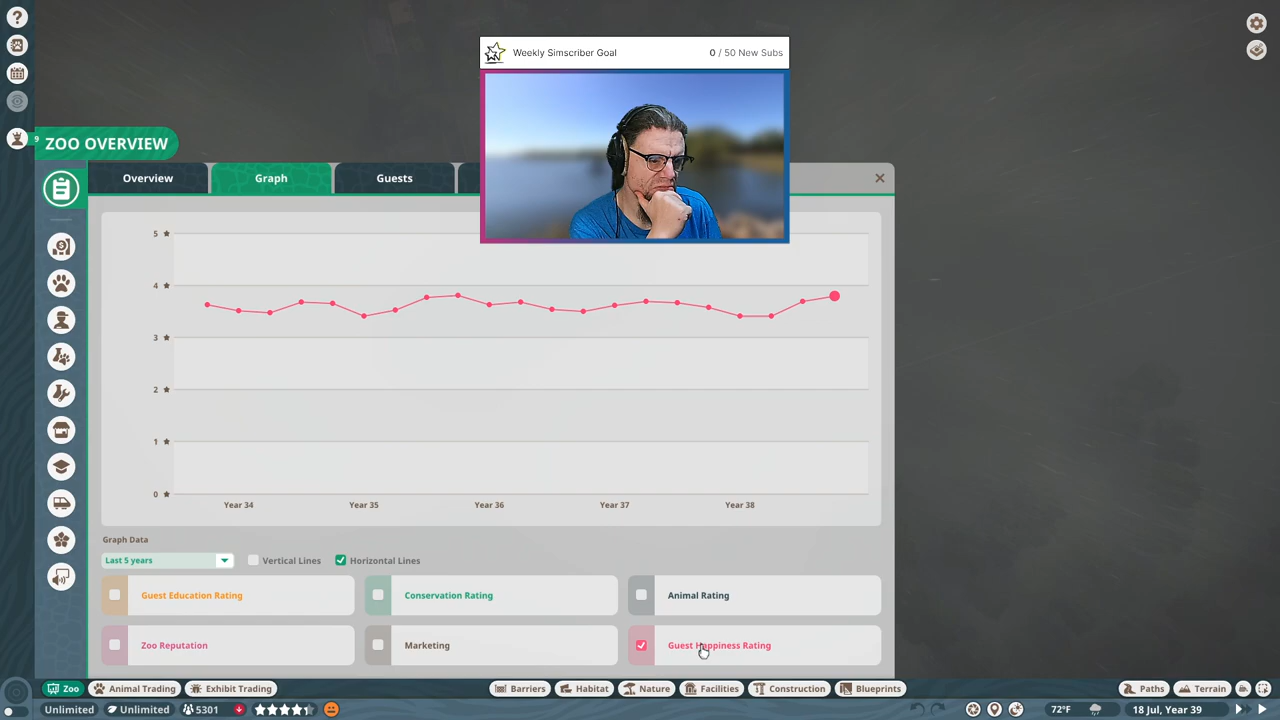 Weekly Simscriber Goal 0 / 50 New Subs
9 ZOO OVERVIEW
Overview Graph Guests
5
4
3
2
1
0
Year 34 Year 35 Year 36 Year 37 Year 38
Graph Data
Last 5 years Vertical Lines Horizontal Lines
Guest Education Rating Conservation Rating Animal Rating
Zoo Reputation Marketing Guest Happiness Rating
Zoo Animal Trading Exhibit Trading Barriers Habitat Nature Facilities Construction Blueprints Paths Terrain
Unlimited Unlimited 5301 72°F 18 Jul, Year 39